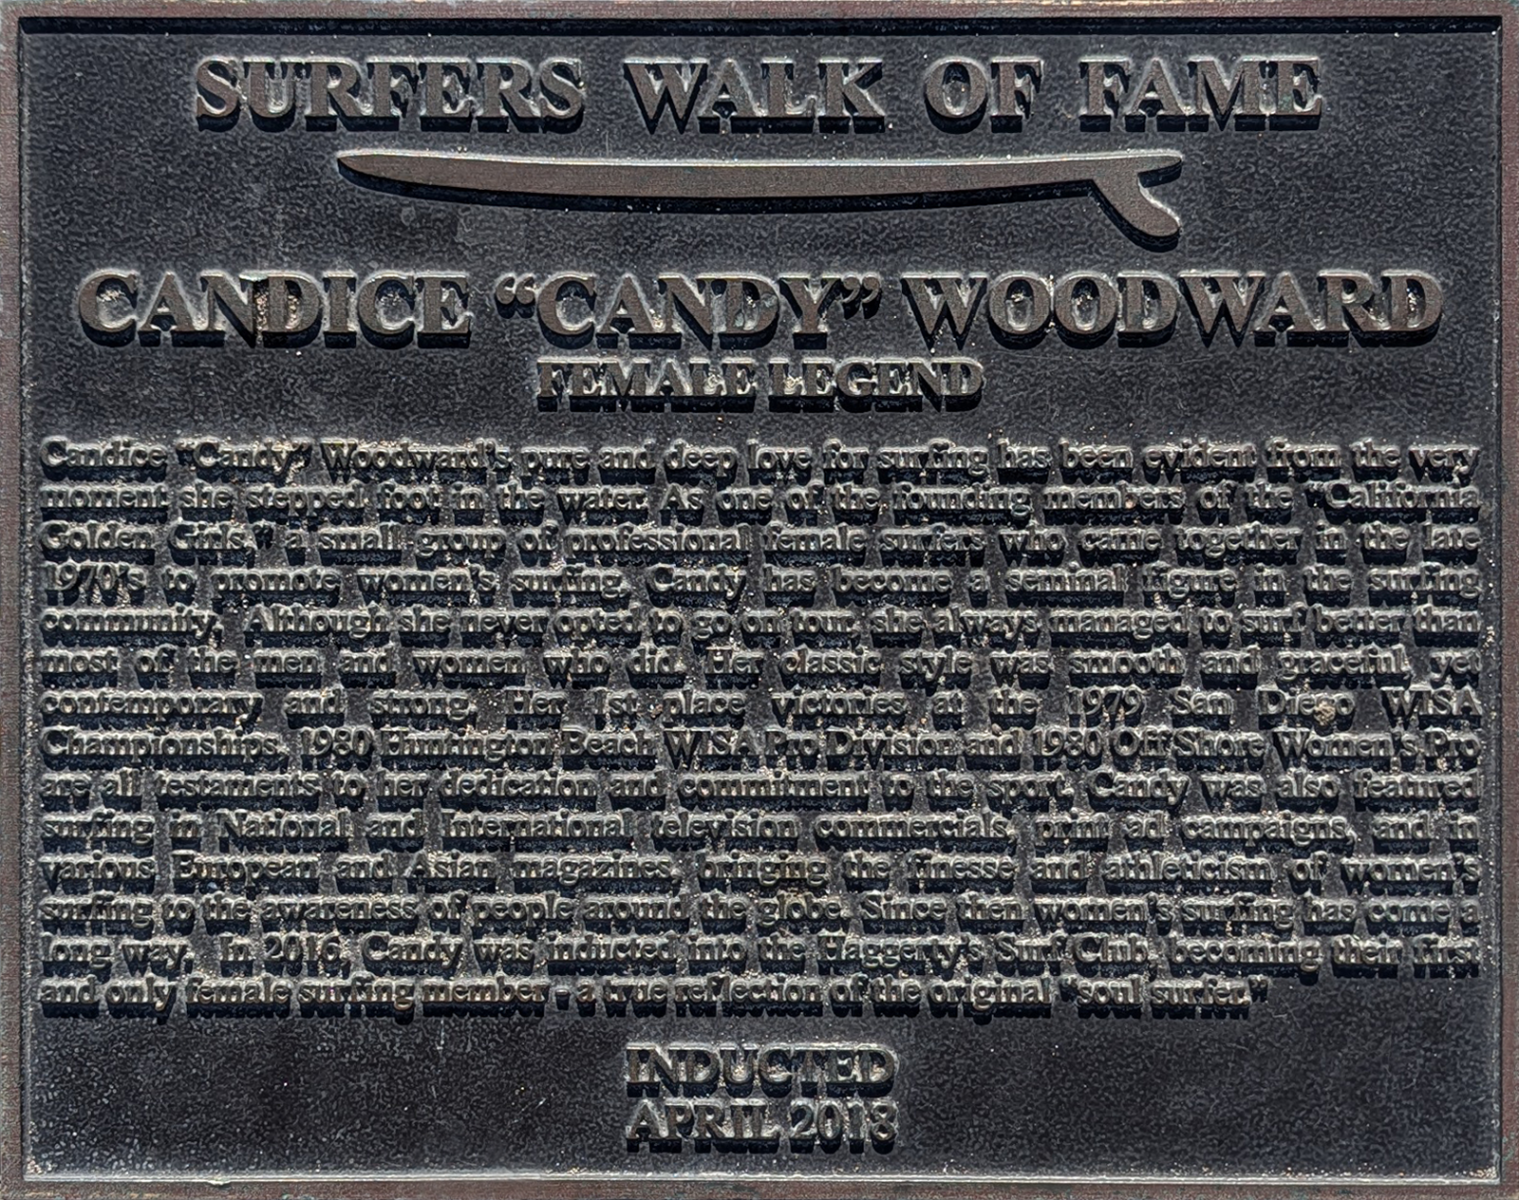 SURFERS WALK OF FAME
CANDICE “CANDY” WOODWARD
FEMALE LEGEND
Candice "Candy" Woodward's pure and deep love for surfing has been evident from the very
moment she stepped foot in the water. As one of the founding members of the "California
Golden Girls," a small group of professional female surfers who came together in the late
1970's to promote women's surfing, Candy has become a seminal figure in the surfing
community. Although she never opted to go on tour, she always managed to surf better than
most of the men and women who did. Her classic style was smooth and graceful, yet
contemporary and strong. Her 1st place victories at the 1979 San Diego WISA
Championships, 1980 Huntington Beach WISA Pro Division and 1980 Off Shore Women's Pro
are all testaments to her dedication and commitment to the sport. Candy was also featured
surfing in National and International television commercials, print ad campaigns, and in
various European and Asian magazines, bringing the finesse and athleticism of women's
surfing to the awareness of people around the globe. Since then women's surfing has come a
long way. In 2016, Candy was inducted into the Haggerty's Surf Club, becoming their first
and only female surfing member - a true reflection of the original "soul surfer."
INDUCTED
APRIL 2018